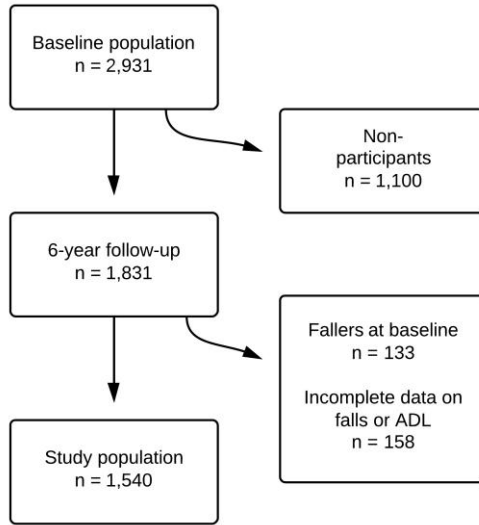 Baseline population
n = 2,931
Non-
participants
n = 1,100
6-year follow-up
n = 1,831
Fallers at baseline
n = 133
Incomplete data on
falls or ADL
n = 158
Study population
n = 1,540